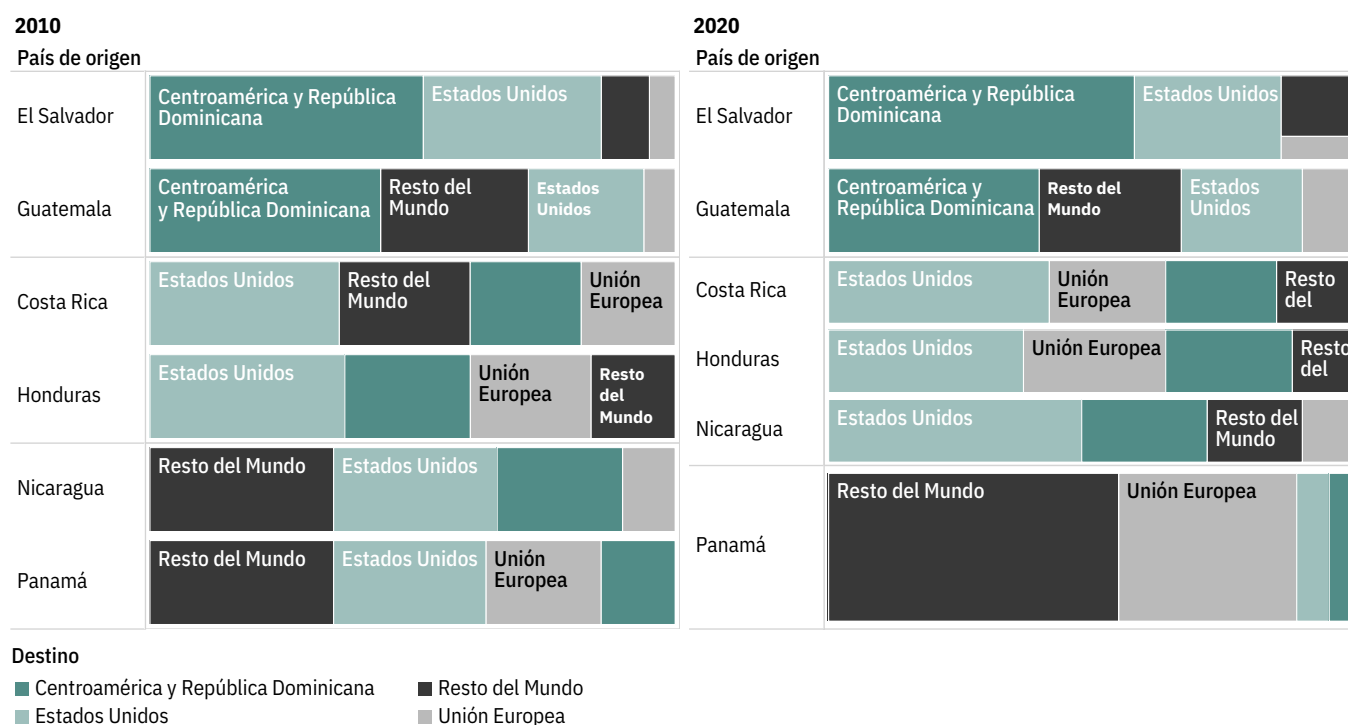 2010
País de origen
El Salvador
Centroamérica y República
Dominicana
Estados Unidos
Guatemala
Centroamérica
y República Dominicana
Resto del
Mundo
Estados
Unidos
Costa Rica
Estados Unidos
Resto del
Mundo
Unión
Europea
Honduras
Estados Unidos
Unión
Europea
Resto
del
Mundo
Nicaragua
Resto del Mundo
Estados Unidos
Panamá
Resto del Mundo
Estados Unidos
Unión
Europea
2020
País de origen
El Salvador
Centroamérica y República
Dominicana
Estados Unidos
Guatemala
Centroamérica y
República Dominicana
Resto del
Mundo
Estados
Unidos
Costa Rica
Estados Unidos
Unión
Europea
Resto
del
Honduras
Estados Unidos
Unión Europea
Resto
del
Nicaragua
Estados Unidos
Resto del
Mundo
Panamá
Resto del Mundo
Unión Europea
Destino
Centroamérica y República Dominicana
Estados Unidos
Resto del Mundo
Unión Europea